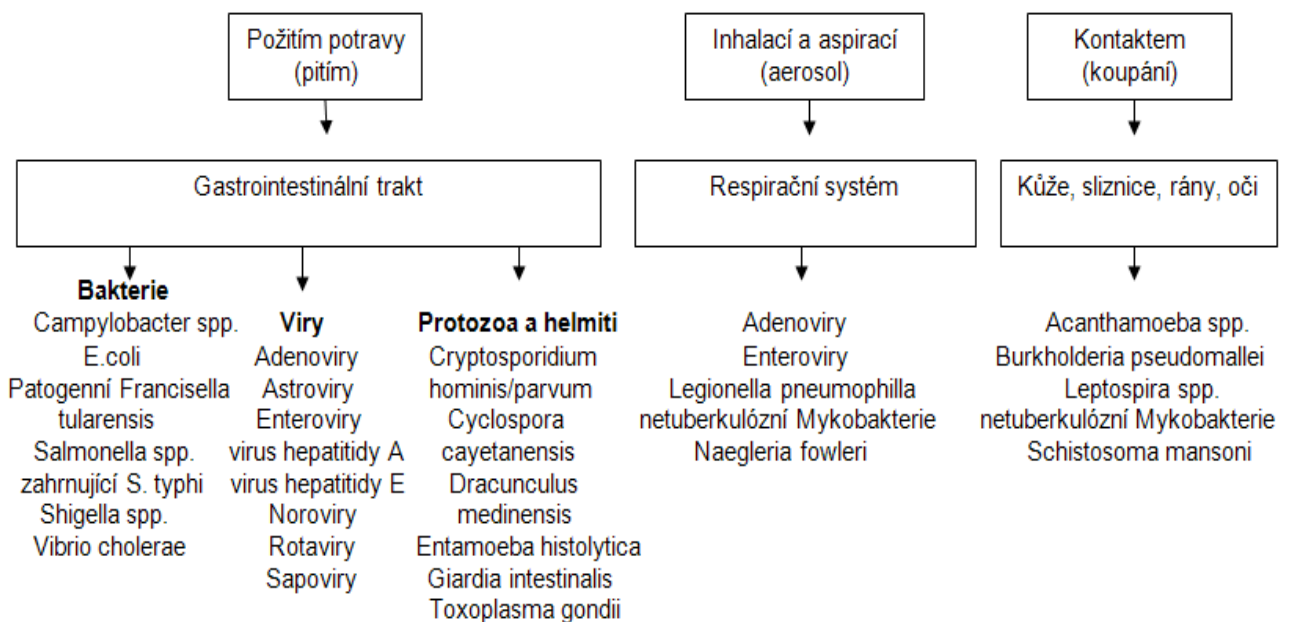 Požitím potravy
(pitím)
Inhalací a aspirací
(aerosol)
Kontaktem
(koupání)
Gastrointestinální trakt
Respirační systém
Kůže, sliznice, rány, oči
Bakterie
Campylobacter spp.
E.coli
Patogenní Francisella
tularensis
Salmonella spp.
zahrnující S. typhi
Shigella spp.
Vibrio cholerae
Viry
Adenoviry
Astroviry
Enteroviry
virus hepatitidy A
virus hepatitidy E
Noroviry
Rotaviry
Sapoviry
Protozoa a helmiti
Cryptosporidium
hominis/parvum
Cyclospora
cayetanensis
Dracunculus
medinensis
Entamoeba histolytica
Giardia intestinalis
Toxoplasma gondii
Adenoviry
Enteroviry
Legionella pneumophilla
netuberkulózní Mykobakterie
Naegleria fowleri
Acanthamoeba spp.
Burkholderia pseudomallei
Leptospira spp.
netuberkulózní Mykobakterie
Schistosoma mansoni